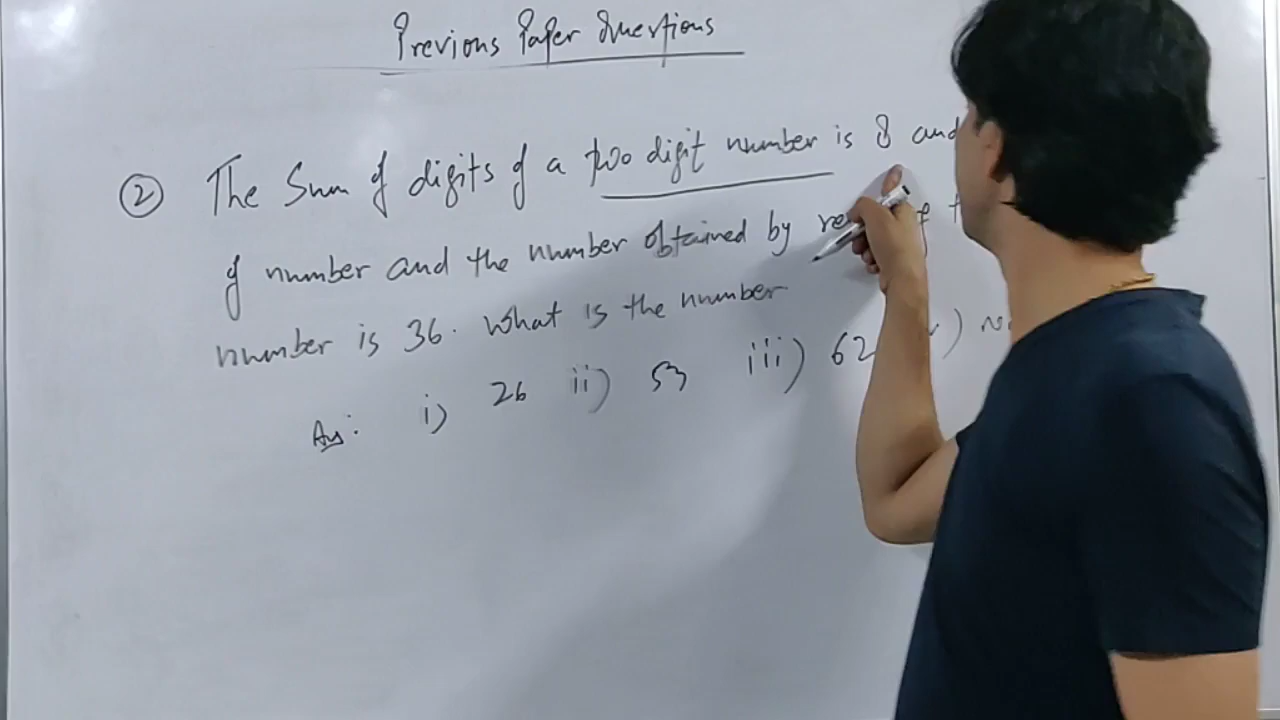 Previous Paper Questions
② The Sum of digits of a two digit number is 8 and
of number and the number obtained by
number is 36. What is the number
Ans: i) 26 ii) 53 iii) 62